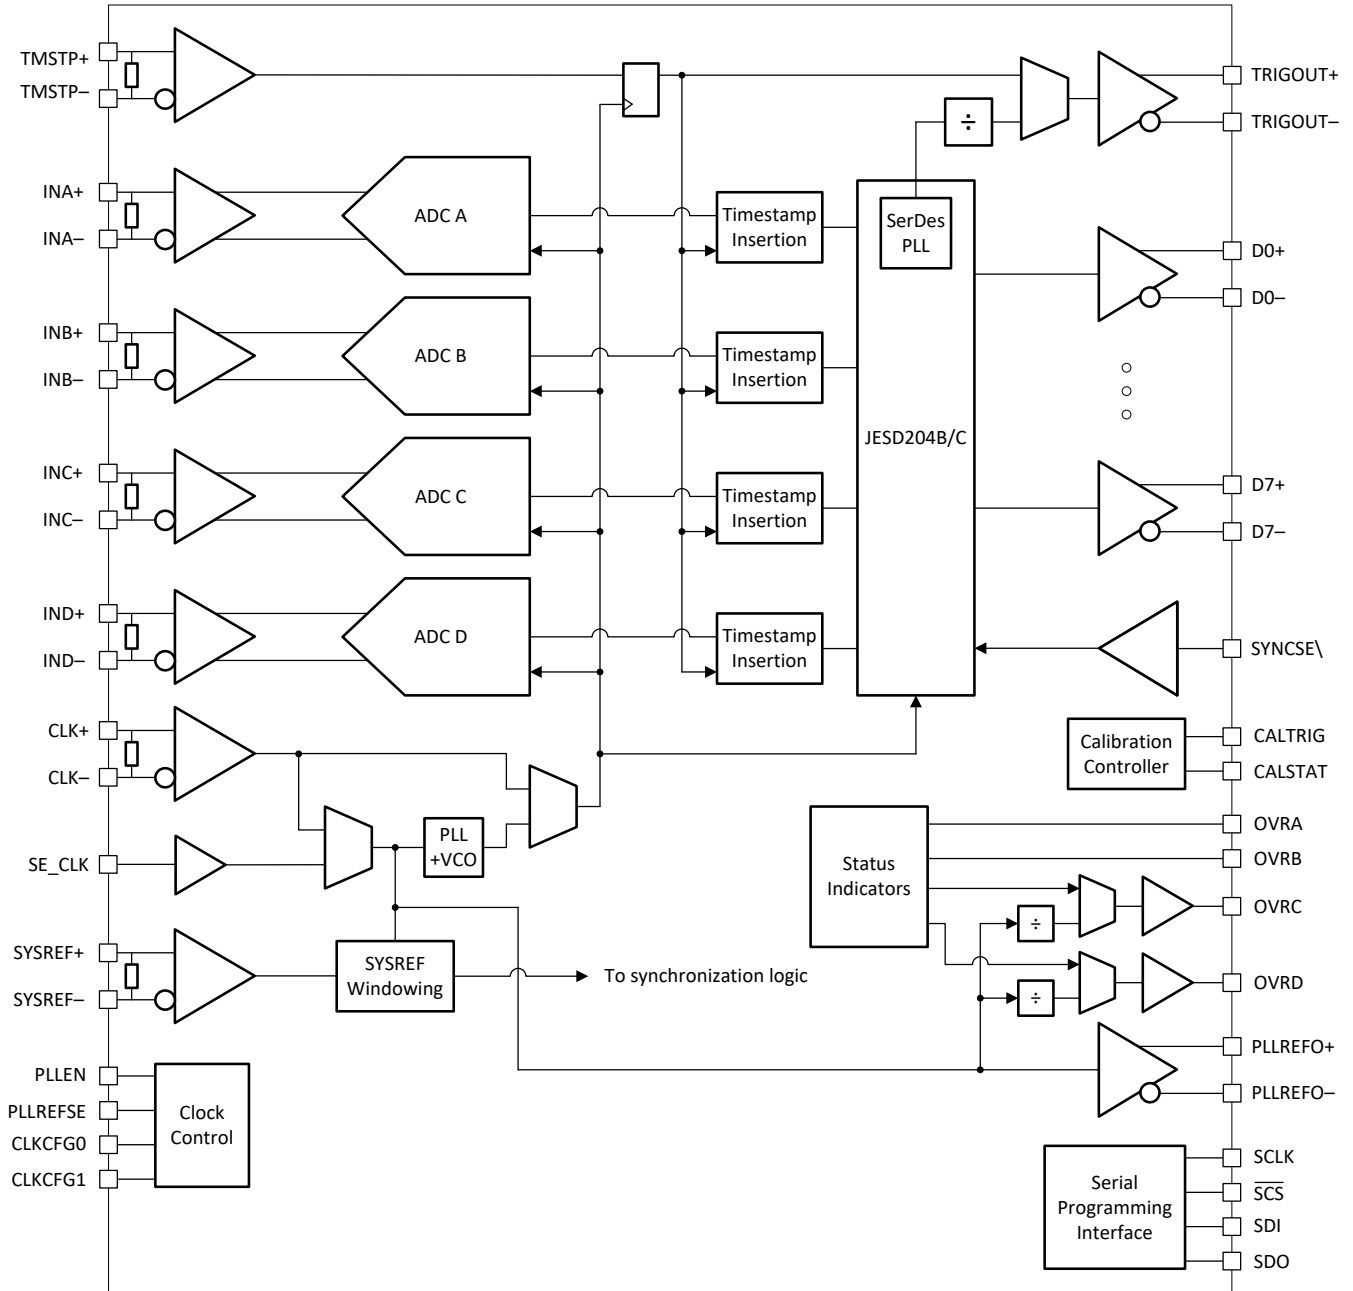 TMSTP+
TMSTP–
INA+
INA–
INB+
INB–
INC+
INC–
IND+
IND–
CLK+
CLK–
SE_CLK
SYSREF+
SYSREF–
PLLEN
PLLREFSE
CLKCFG0
CLKCFG1
Clock
Control
ADC A
ADC B
ADC C
ADC D
PLL
+VCO
SYSREF
Windowing
To synchronization logic
Timestamp
Insertion
Timestamp
Insertion
Timestamp
Insertion
Timestamp
Insertion
÷
SerDes
PLL
JESD204B/C
Calibration
Controller
Status
Indicators
÷
÷
Serial
Programming
Interface
TRIGOUT+
TRIGOUT–
D0+
D0–
D7+
D7–
SYNCSE\
CALTRIG
CALSTAT
OVRA
OVRB
OVRC
OVRD
PLLREFO+
PLLREFO–
SCLK
S̅C̅S̅
SDI
SDO